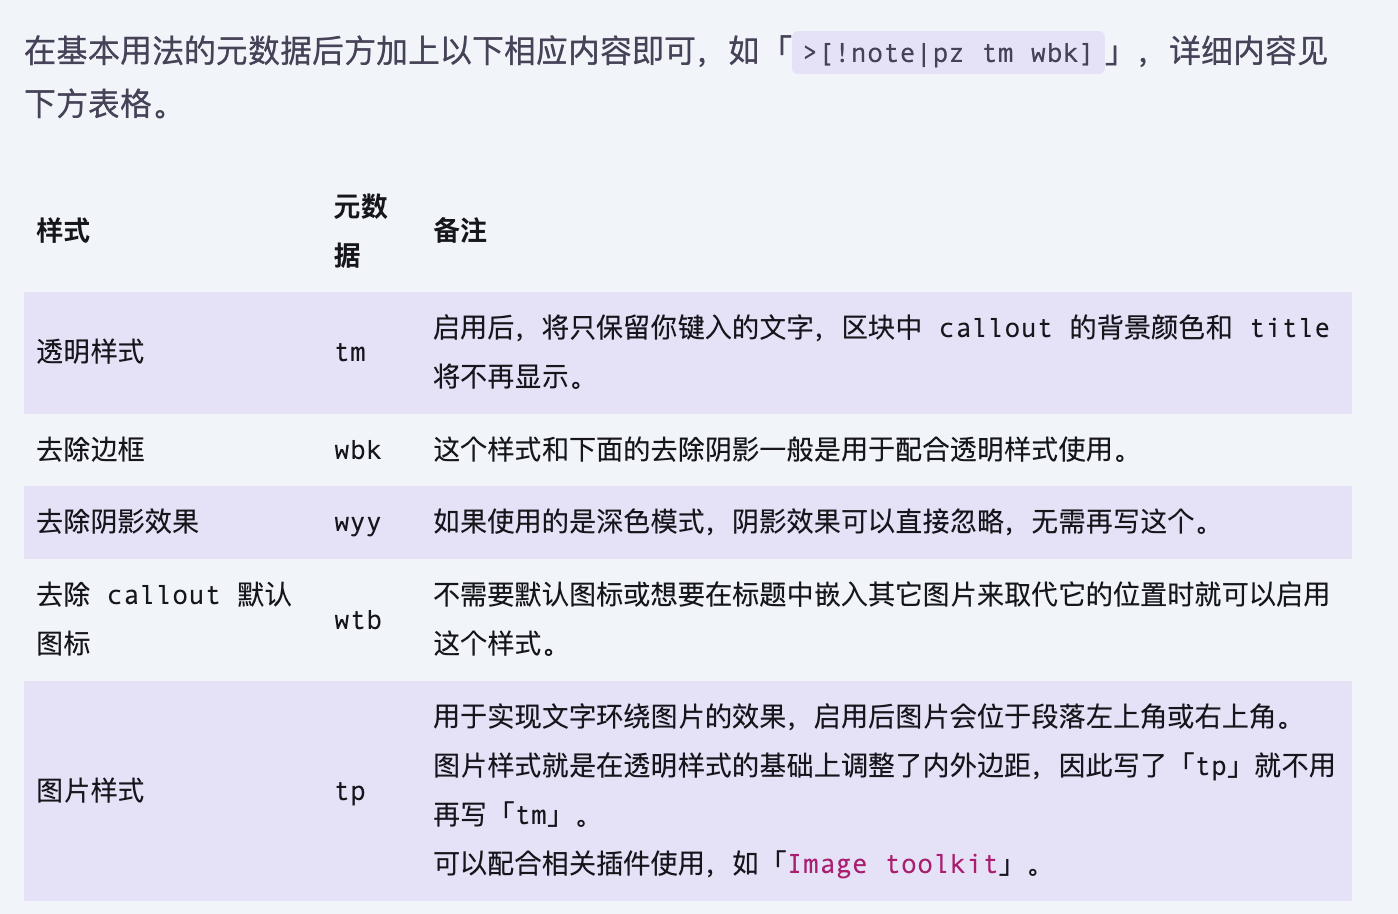 在基本用法的元数据后方加上以下相应内容即可，如「>[!note|pz tm wbk]」，详细内容见
下方表格。
样式 元数据 备注
透明样式 tm 启用后，将只保留你键入的文字，区块中 callout 的背景颜色和 title
将不再显示。
去除边框 wbk 这个样式和下面的去除阴影一般是用于配合透明样式使用。
去除阴影效果 wyy 如果使用的是深色模式，阴影效果可以直接忽略，无需再写这个。
去除 callout 默认
图标
wtb
不需要默认图标或想要在标题中嵌入其它图片来取代它的位置时就可以启用
这个样式。
图片样式
tp
用于实现文字环绕图片的效果，启用后图片会位于段落左上角或右上角。
图片样式就是在透明样式的基础上调整了内外边距，因此写了「tp」就不用
再写「tm」。
可以配合相关插件使用，如「Image toolkit」。